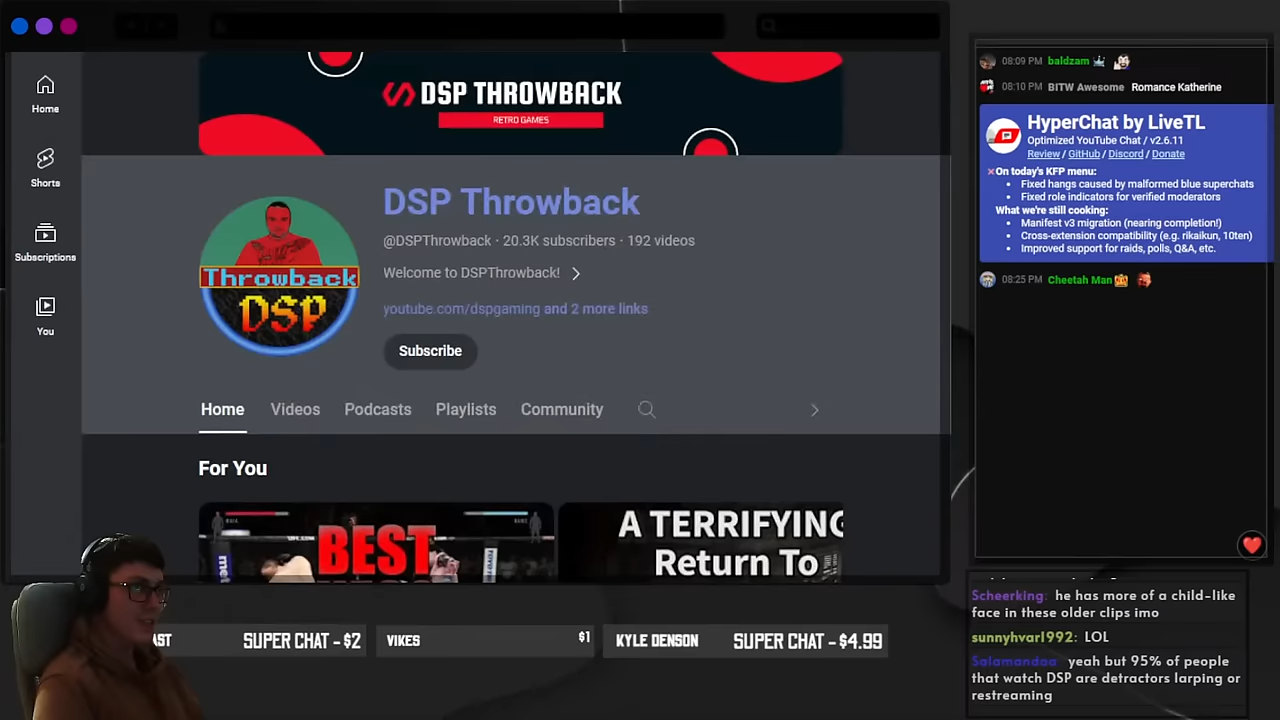 DSP THROWBACK
RETRO GAMES
Home
Shorts
Subscriptions
You
Throwback
DSP
DSP Throwback
@DSPThrowback · 20.3K subscribers · 192 videos
Welcome to DSPThrowback!
youtube.com/dspgaming and 2 more links
Subscribe
Home Videos Podcasts Playlists Community
For You
BEST
A TERRIFYING
Return To
AST SUPER CHAT - $2
VIKES $1
KYLE DENSON SUPER CHAT - $4.99
08:09 PM baldzam
08:10 PM BITW Awesome Romance Katherine
HyperChat by LiveTL
Optimized YouTube Chat / v2.6.11
Review / GitHub / Discord / Donate
On today's KFP menu:
• Fixed hangs caused by malformed blue superchats
• Fixed role indicators for verified moderators
What we're still cooking:
• Manifest v3 migration (nearing completion!)
• Cross-extension compatibility (e.g. rikaikun, 10ten)
• Improved support for raids, polls, Q&A, etc.
08:25 PM Cheetah Man
Scheerking: he has more of a child-like
face in these older clips imo
sunnyhvar1992: LOL
Salamandaa: yeah but 95% of people
that watch DSP are detractors larping or
restreaming